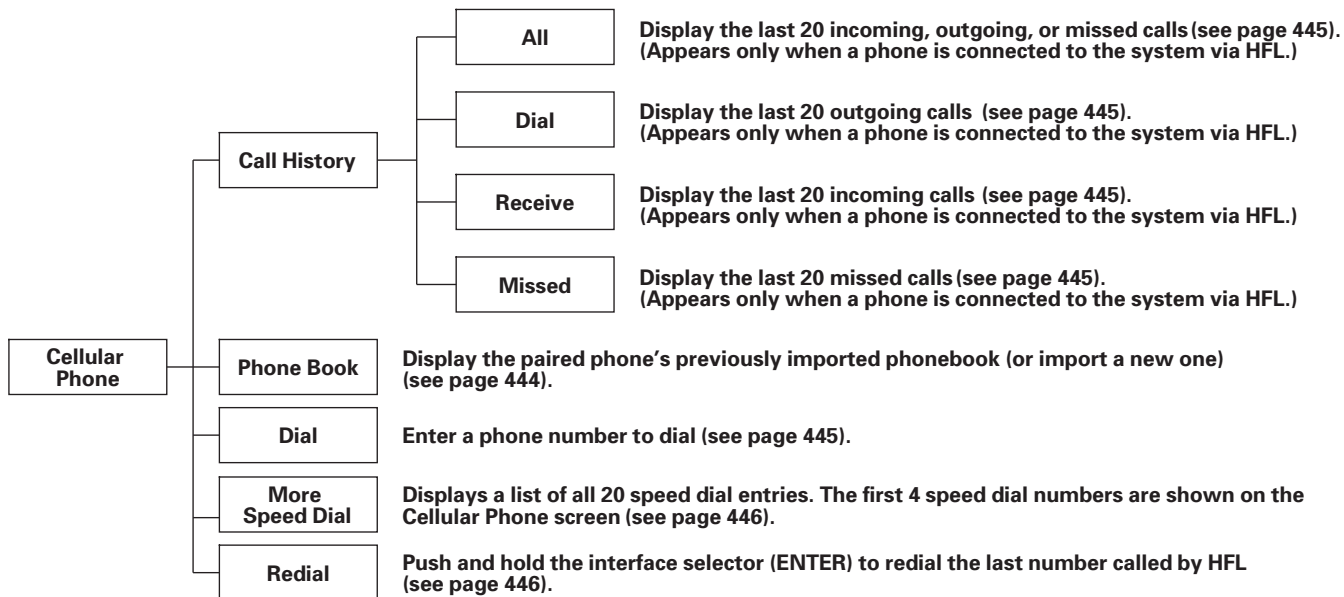 All
Display the last 20 incoming, outgoing, or missed calls (see page 445).
(Appears only when a phone is connected to the system via HFL.)
Dial
Display the last 20 outgoing calls (see page 445).
(Appears only when a phone is connected to the system via HFL.)
Call History
Receive
Display the last 20 incoming calls (see page 445).
(Appears only when a phone is connected to the system via HFL.)
Missed
Display the last 20 missed calls (see page 445).
(Appears only when a phone is connected to the system via HFL.)
Cellular
Phone
Phone Book
Display the paired phone's previously imported phonebook (or import a new one)
(see page 444).
Dial
Enter a phone number to dial (see page 445).
More
Speed Dial
Displays a list of all 20 speed dial entries. The first 4 speed dial numbers are shown on the
Cellular Phone screen (see page 446).
Redial
Push and hold the interface selector (ENTER) to redial the last number called by HFL
(see page 446).